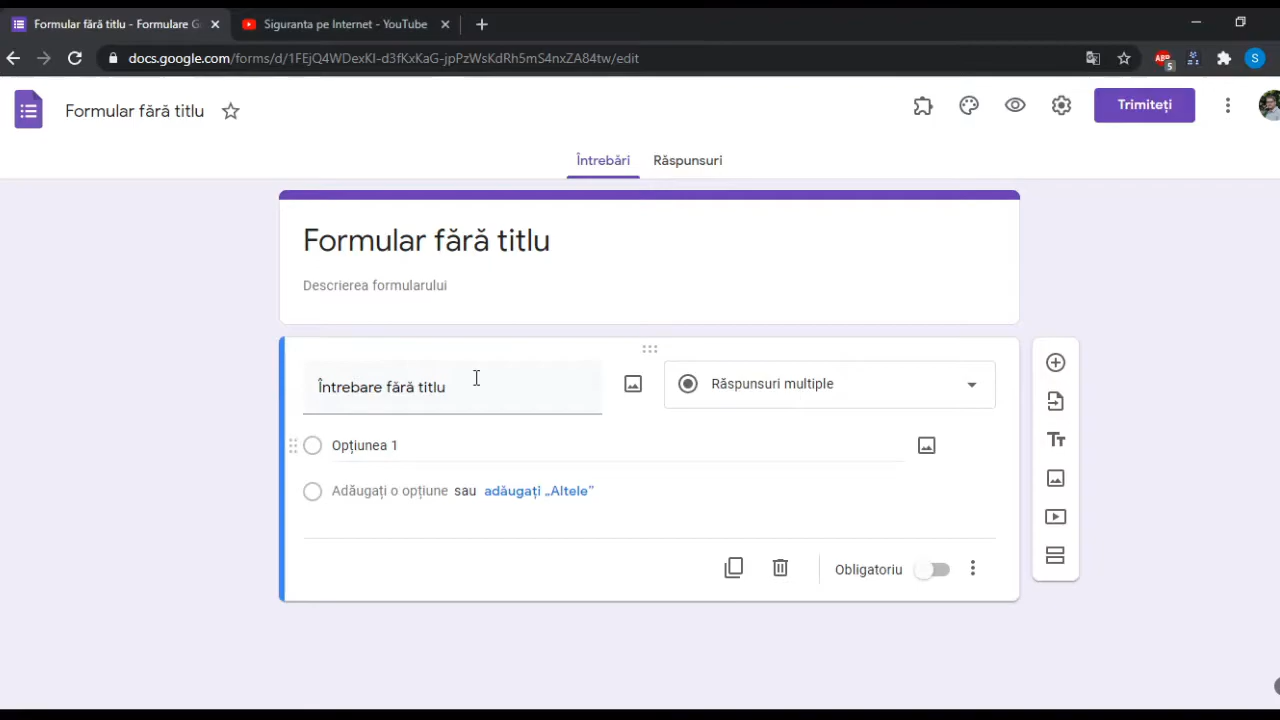 Formular fără titlu - Formulare G
Siguranta pe Internet - YouTube
docs.google.com/forms/d/1FEjQ4WDexKI-d3fKxKaG-jpPzWsKdRh5mS4nxZA84tw/edit
ABP
5
S
Formular fără titlu
Trimiteți
Întrebări
Răspunsuri
Formular fără titlu
Descrierea formularului
Întrebare fără titlu
Răspunsuri multiple
Opțiunea 1
Adăugați o opțiune sau adăugați „Altele”
Obligatoriu